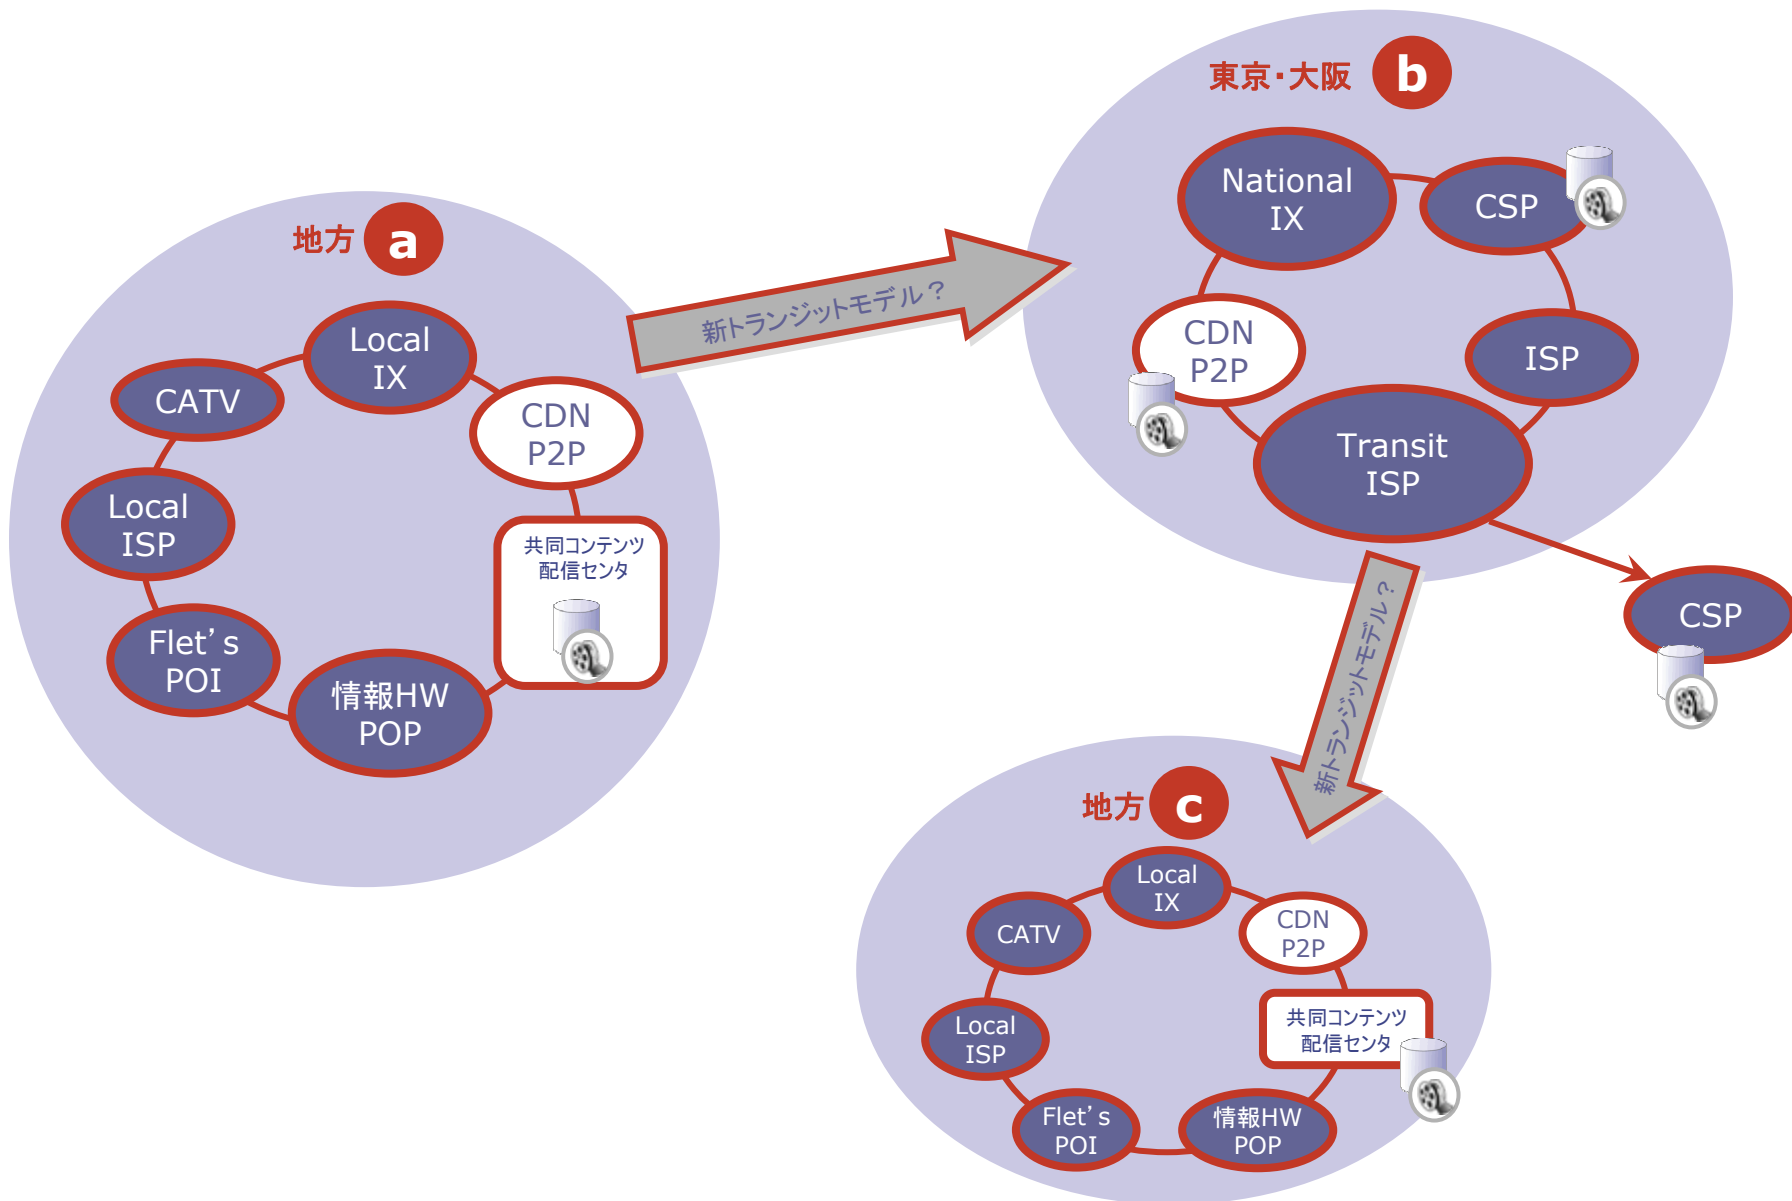 地方 a
Local
IX
CATV
CDN
P2P
Local
ISP
共同コンテンツ
配信センタ
Flet’s
POI
情報HW
POP
新トランジットモデル？
東京・大阪 b
National
IX
CSP
CDN
P2P
ISP
Transit
ISP
CSP
新トランジットモデル？
地方 c
Local
IX
CATV
CDN
P2P
Local
ISP
共同コンテンツ
配信センタ
Flet’s
POI
情報HW
POP